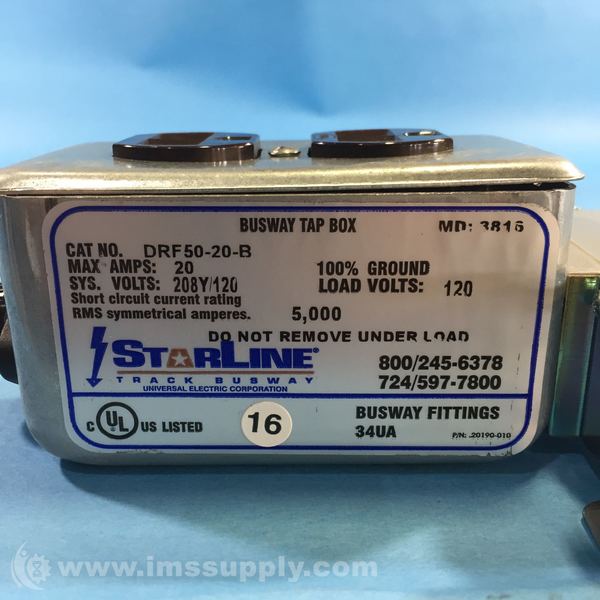 BUSWAY TAP BOX MD: 3816
CAT NO. DRF50-20-B
MAX AMPS: 20 100% GROUND
SYS. VOLTS: 208Y/120 LOAD VOLTS: 120
Short circuit current rating
RMS symmetrical amperes. 5,000
DO NOT REMOVE UNDER LOAD
STARLINE®
TRACK BUSWAY
UNIVERSAL ELECTRIC CORPORATION
800/245-6378
724/597-7800
C UL US LISTED
16
BUSWAY FITTINGS
34UA P/N: .20190-010
www.imssupply.com